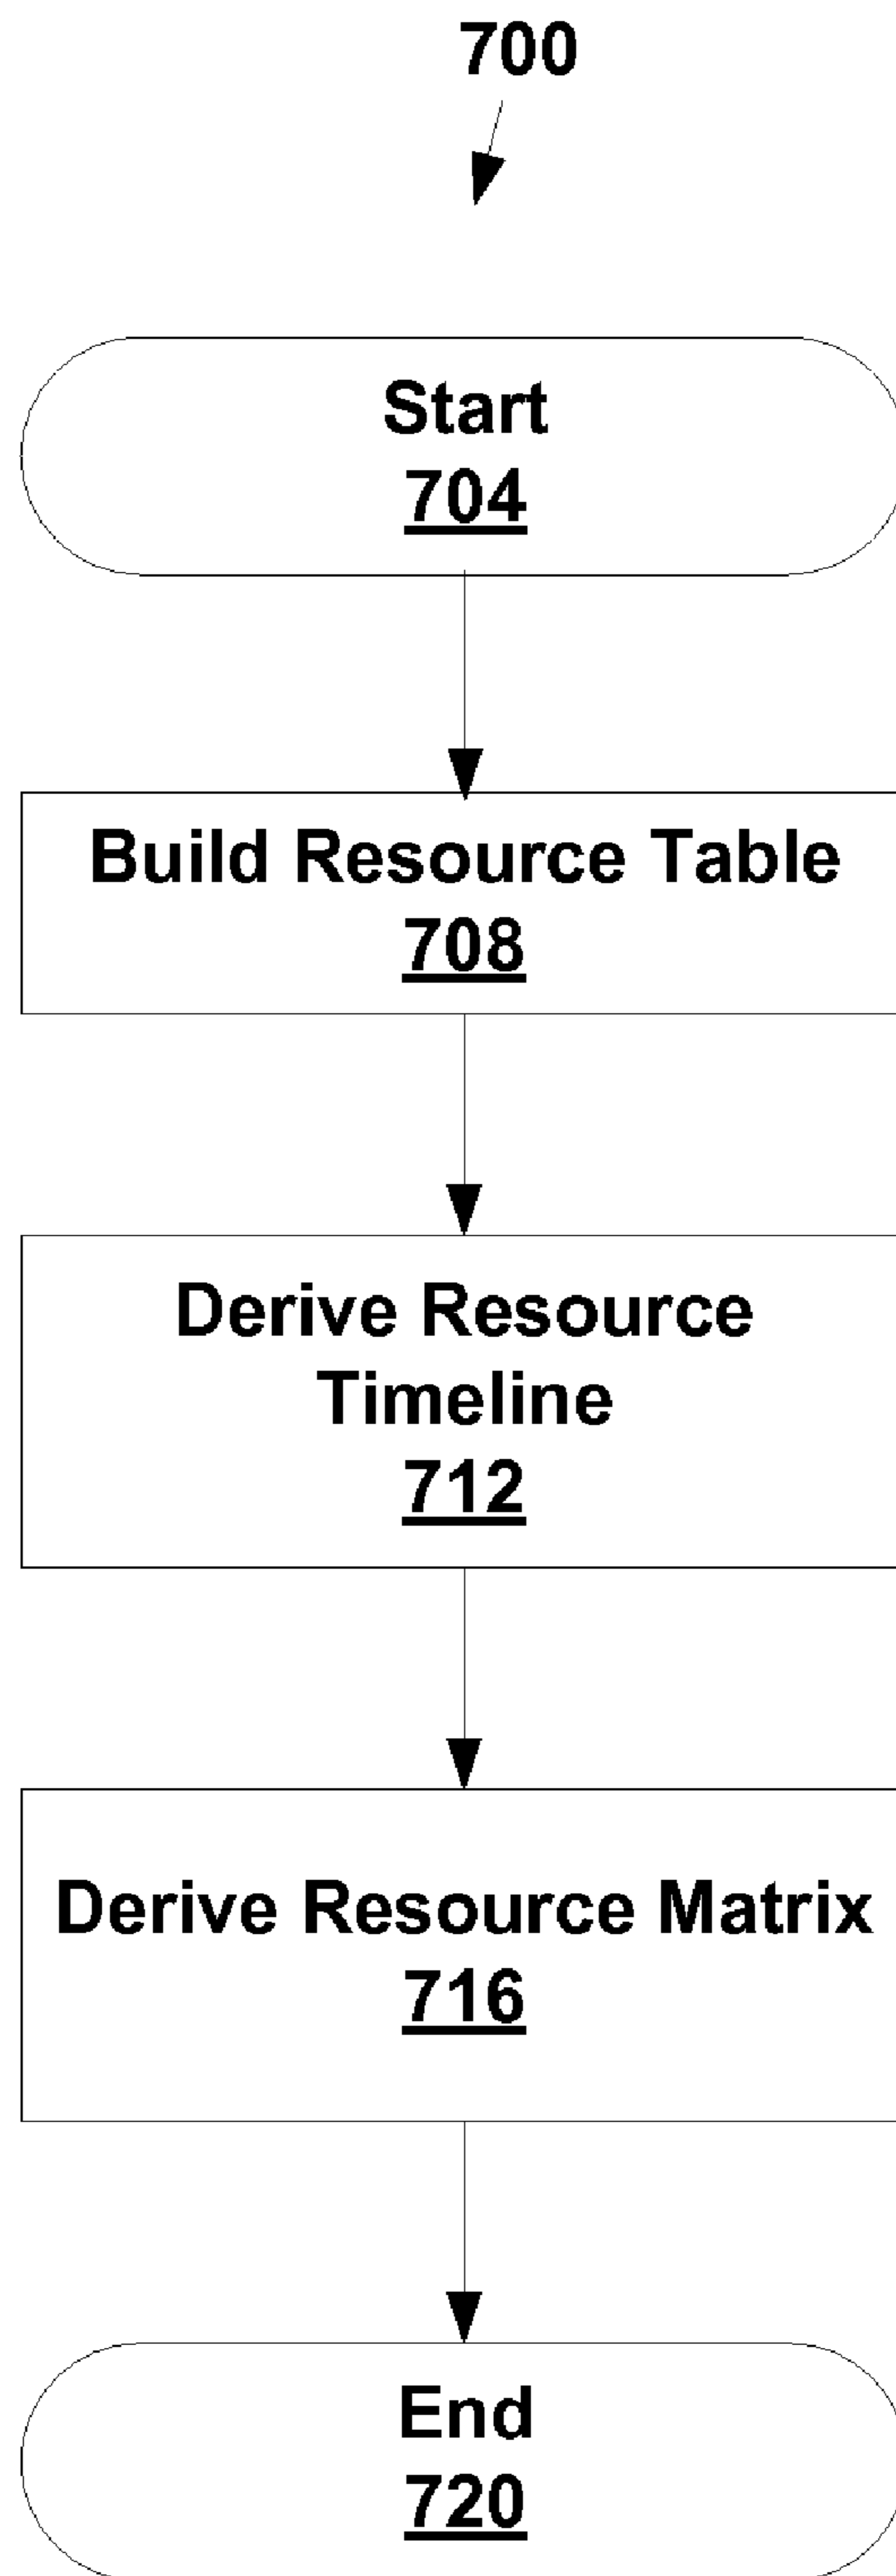 700
Start
704
Build Resource Table
708
Derive Resource
Timeline
712
Derive Resource Matrix
716
End
720